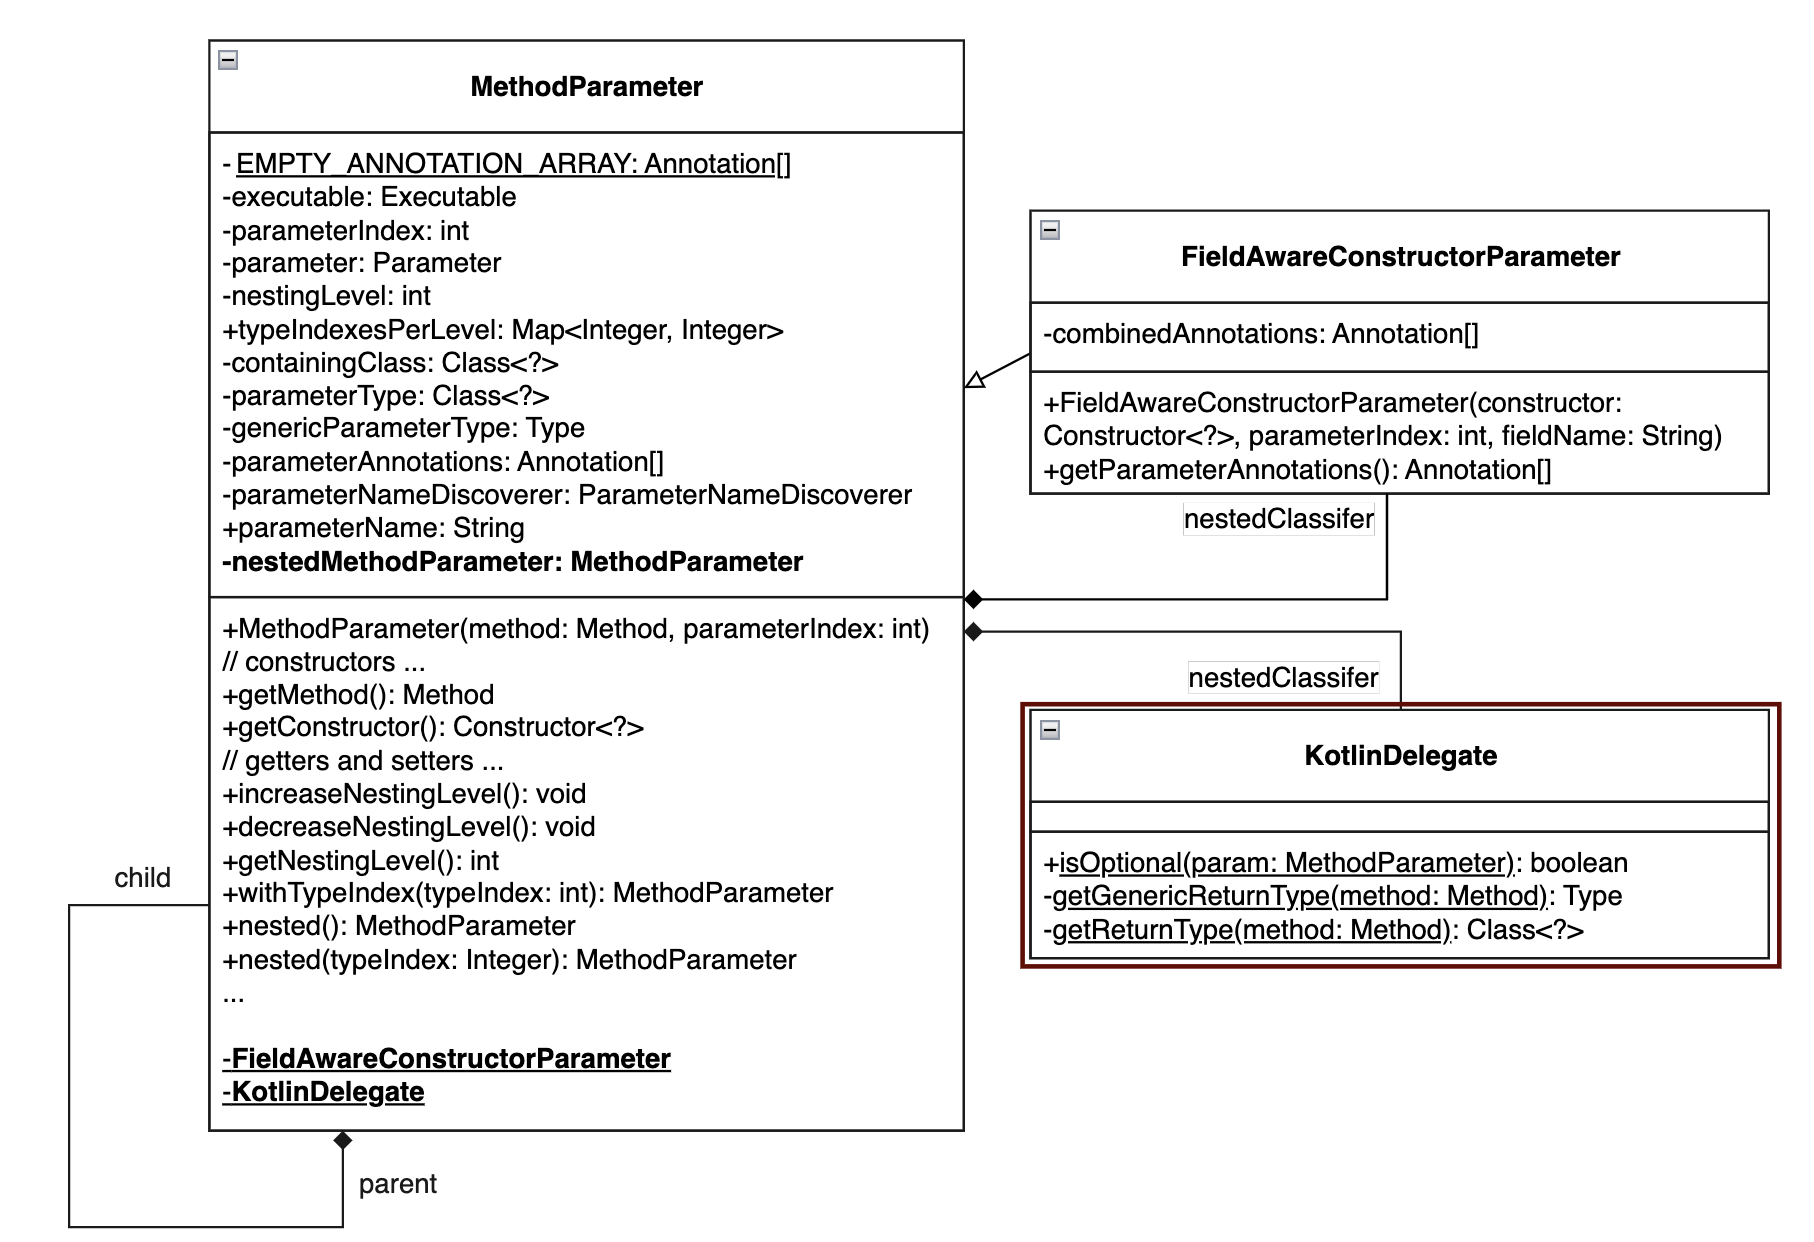 MethodParameter
- EMPTY_ANNOTATION_ARRAY: Annotation[]
-executable: Executable
-parameterIndex: int
-parameter: Parameter
-nestingLevel: int
+typeIndexesPerLevel: Map<Integer, Integer>
-containingClass: Class<?>
-parameterType: Class<?>
-genericParameterType: Type
-parameterAnnotations: Annotation[]
-parameterNameDiscoverer: ParameterNameDiscoverer
+parameterName: String
-nestedMethodParameter: MethodParameter
+MethodParameter(method: Method, parameterIndex: int)
// constructors ...
+getMethod(): Method
+getConstructor(): Constructor<?>
// getters and setters ...
+increaseNestingLevel(): void
+decreaseNestingLevel(): void
+getNestingLevel(): int
+withTypeIndex(typeIndex: int): MethodParameter
+nested(): MethodParameter
+nested(typeIndex: Integer): MethodParameter
...
-FieldAwareConstructorParameter
-KotlinDelegate
child
parent
FieldAwareConstructorParameter
-combinedAnnotations: Annotation[]
+FieldAwareConstructorParameter(constructor:
Constructor<?>, parameterIndex: int, fieldName: String)
+getParameterAnnotations(): Annotation[]
nestedClassifer
nestedClassifer
KotlinDelegate
+isOptional(param: MethodParameter): boolean
-getGenericReturnType(method: Method): Type
-getReturnType(method: Method): Class<?>